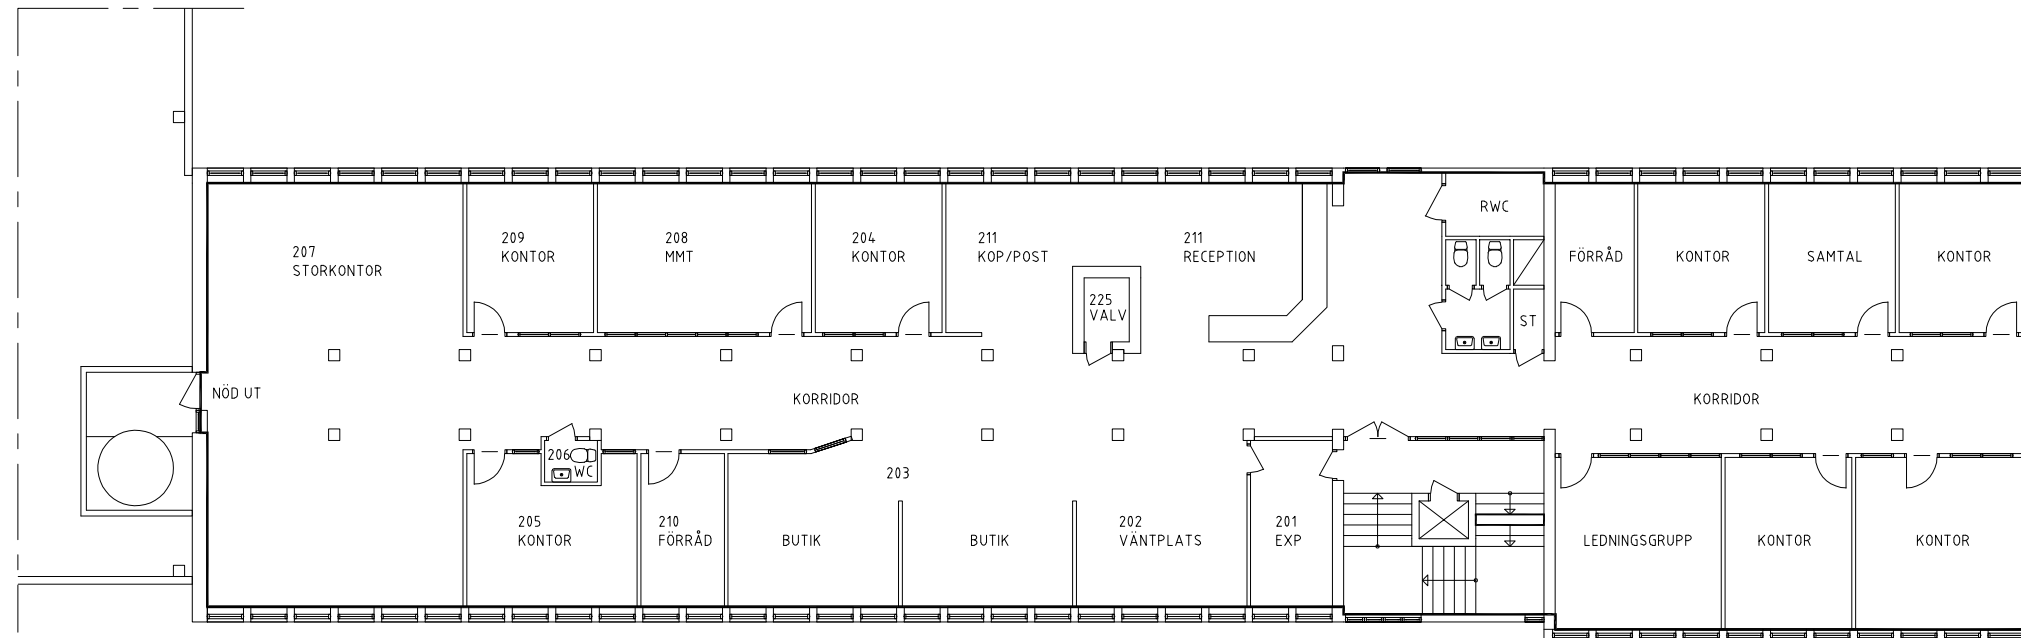 RWC
209
KONTOR
208
MMT
204
KONTOR
211
KOP/POST
211
RECEPTION
207
STORKONTOR
FÖRRÅD
KONTOR
SAMTAL
KONTOR
225
VALV
ST
NÖD UT
KORRIDOR
KORRIDOR
206
WC
203
205
KONTOR
210
FÖRRÅD
BUTIK
BUTIK
202
VÄNTPLATS
201
EXP
LEDNINGSGRUPP
KONTOR
KONTOR